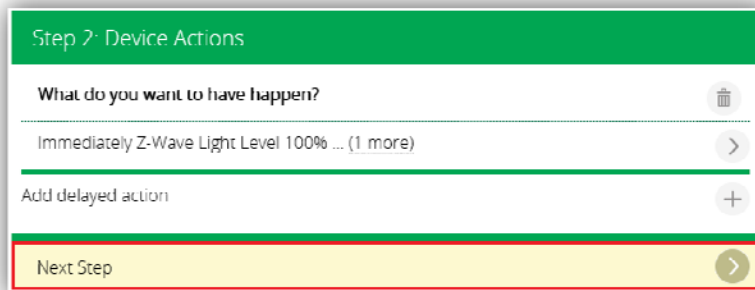 Step 2: Device Actions
What do you want to have happen?
Immediately Z-Wave Light Level 100% ... (1 more)
Add delayed action
Next Step